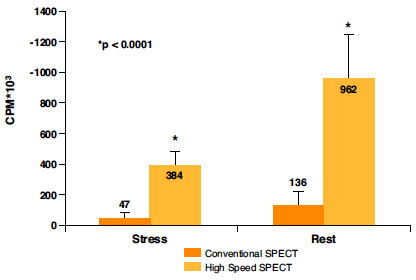 CPM*10³
1400
-1200
-1000
800
600
400
200
0
*p < 0.0001
47
*
384
136
*
962
Stress
Rest
Conventional SPECT
High Speed SPECT